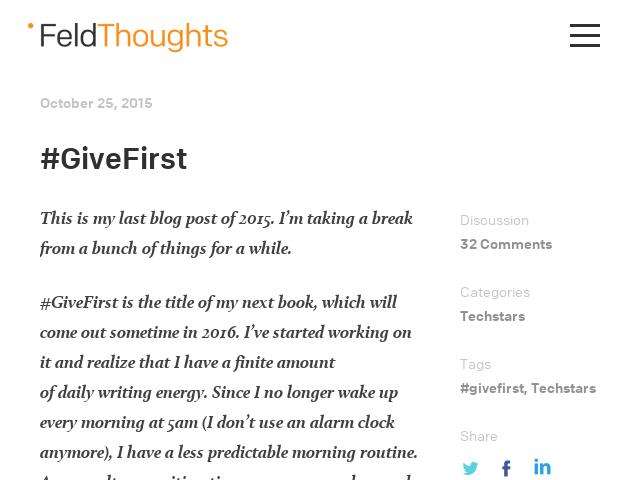 FeldThoughts
October 25, 2015
#GiveFirst
This is my last blog post of 2015. I'm taking a break
from a bunch of things for a while.
#GiveFirst is the title of my next book, which will
come out sometime in 2016. I've started working on
it and realize that I have a finite amount
of daily writing energy. Since I no longer wake up
every morning at 5am (I don't use an alarm clock
anymore), I have a less predictable morning routine.
Discussion
32 Comments
Categories
Techstars
Tags
#givefirst, Techstars
Share